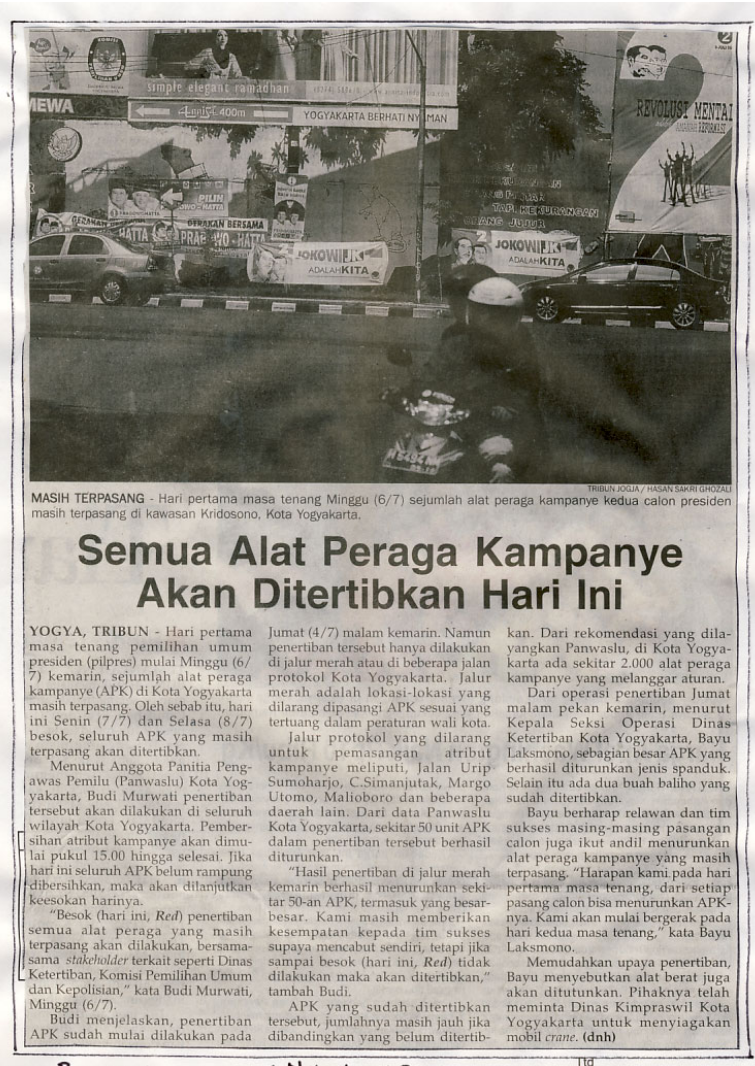 KOMISI
2
simple elegant ramadhan
400m
YOGYAKARTA BERHATI NYAMAN
MEWA
REVOLUSI MENTAL
PILIH
GERAKAN BERSAMA
HATTA
PRABOWO-HATTA
JOKOWI JK
ADALAH KITA
TAPI KEKURANGAN
ORANG JUJUR
2 JOKOWI JK
ADALAH KITA
TRIBUN JOGJA / HASAN SAKRI GHOZALI
MASIH TERPASANG - Hari pertama masa tenang Minggu (6/7) sejumlah alat peraga kampanye kedua calon presiden
masih terpasang di kawasan Kridosono, Kota Yogyakarta.
Semua Alat Peraga Kampanye
Akan Ditertibkan Hari Ini
YOGYA, TRIBUN - Hari pertama
masa tenang pemilihan umum
presiden (pilpres) mulai Minggu (6/
7) kemarin, sejumlah alat peraga
kampanye (APK) di Kota Yogyakarta
masih terpasang. Oleh sebab itu, hari
ini Senin (7/7) dan Selasa (8/7)
besok, seluruh APK yang masih
terpasang akan ditertibkan.
Menurut Anggota Panitia Peng-
awas Pemilu (Panwaslu) Kota Yog-
yakarta, Budi Murwati penertiban
tersebut akan dilakukan di seluruh
wilayah Kota Yogyakarta. Pember-
sihan atribut kampanye akan dimu-
lai pukul 15.00 hingga selesai. Jika
hari ini seluruh APK belum rampung
dibersihkan, maka akan dilanjutkan
keesokan harinya.
"Besok (hari ini, Red) penertiban
semua alat peraga yang masih
terpasang akan dilakukan, bersama-
sama stakeholder terkait seperti Dinas
Ketertiban, Komisi Pemilihan Umum
dan Kepolisian," kata Budi Murwati,
Minggu (6/7).
Budi menjelaskan, penertiban
APK sudah mulai dilakukan pada
Jumat (4/7) malam kemarin. Namun
penertiban tersebut hanya dilakukan
di jalur merah atau di beberapa jalan
protokol Kota Yogyakarta. Jalur
merah adalah lokasi-lokasi yang
dilarang dipasangi APK sesuai yang
tertuang dalam peraturan wali kota.
Jalur protokol yang dilarang
untuk pemasangan atribut
kampanye meliputi, Jalan Urip
Sumoharjo, C.Simanjutak, Margo
Utomo, Malioboro dan beberapa
daerah lain. Dari data Panwaslu
Kota Yogyakarta, sekitar 50 unit APK
dalam penertiban tersebut berhasil
diturunkan.
"Hasil penertiban di jalur merah
kemarin berhasil menurunkan seki-
tar 50-an APK, termasuk yang besar-
besar. Kami masih memberikan
kesempatan kepada tim sukses
supaya mencabut sendiri, tetapi jika
sampai besok (hari ini, Red) tidak
dilakukan maka akan ditertibkan,"
tambah Budi.
APK yang sudah ditertibkan
tersebut, jumlahnya masih jauh jika
dibandingkan yang belum ditertib-
kan. Dari rekomendasi yang dila-
yangkan Panwaslu, di Kota Yogya-
karta ada sekitar 2.000 alat peraga
kampanye yang melanggar aturan.
Dari operasi penertiban Jumat
malam pekan kemarin, menurut
Kepala Seksi Operasi Dinas
Ketertiban Kota Yogyakarta, Bayu
Laksmono, sebagian besar APK yang
berhasil diturunkan jenis spanduk.
Selain itu ada dua buah baliho yang
sudah ditertibkan.
Bayu berharap relawan dan tim
sukses masing-masing pasangan
calon juga ikut andil menurunkan
alat peraga kampanye yang masih
terpasang. "Harapan kami pada hari
pertama masa tenang, dari setiap
pasang calon bisa menurunkan APK-
nya. Kami akan mulai bergerak pada
hari kedua masa tenang," kata Bayu
Laksmono.
Memudahkan upaya penertiban,
Bayu menyebutkan alat berat juga
akan ditutunkan. Pihaknya telah
meminta Dinas Kimpraswil Kota
Yogyakarta untuk menyiagakan
mobil crane. (dnh)